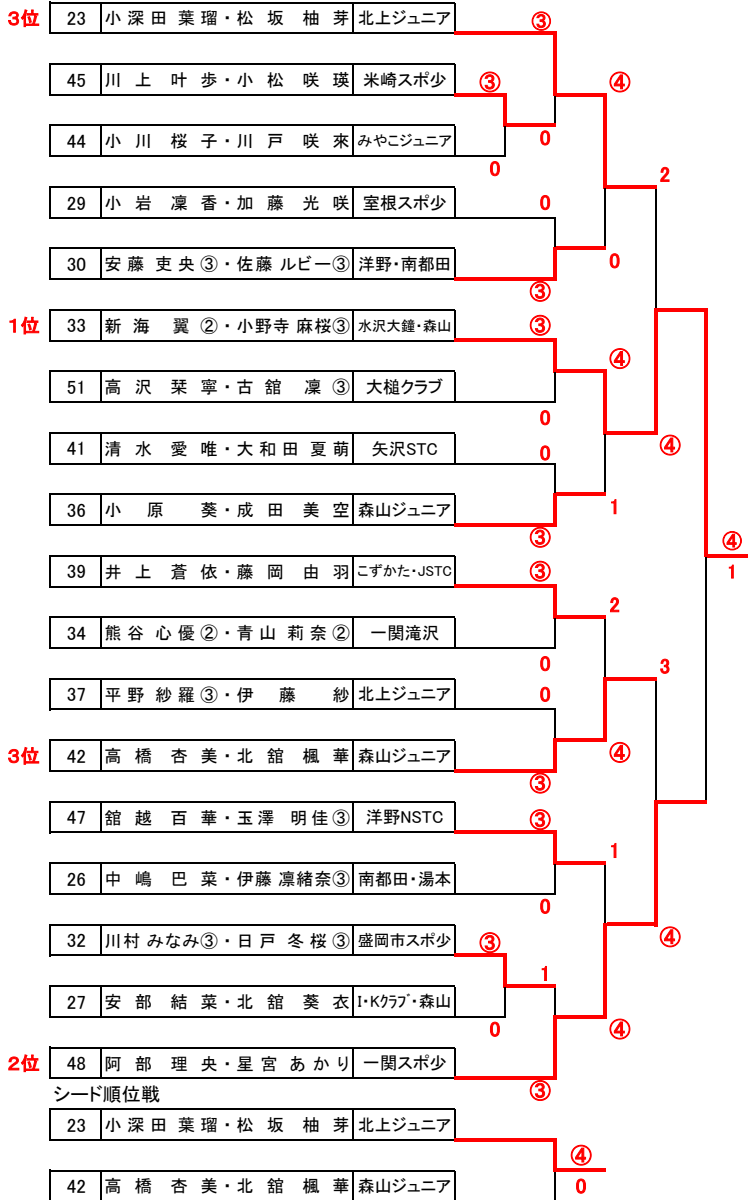 3位 23 小深田 葉瑠・松坂 柚芽 北上ジュニア ③
45 川上 叶歩・小松 咲瑛 米崎スポ少 ③ ④
44 小川 桜子・川戸 咲來 みやこジュニア 0
0 2
29 小岩 凜香・加藤 光咲 室根スポ少 0
30 安藤 吏央③・佐藤 ルビー③ 洋野・南都田 0
③
1位 33 新海 翼②・小野寺 麻桜③ 水沢大鐘・森山 ③
④
51 高沢 栞寧・古舘 凜③ 大槌クラブ
0
41 清水 愛唯・大和田 夏萌 矢沢STC 0 ④
36 小原 葵・成田 美空 森山ジュニア 1
③ ④
39 井上 蒼依・藤岡 由羽 こずかた・JSTC ③ 1
2
34 熊谷 心優②・青山 莉奈② 一関滝沢
0 3
37 平野 紗羅③・伊藤 紗 北上ジュニア 0
3位 42 高橋 杏美・北舘 楓華 森山ジュニア ④
③
47 舘越 百華・玉澤 明佳③ 洋野NSTC ③
1
26 中嶋 巴菜・伊藤 凛緒奈③ 南都田・湯本
0
32 川村 みなみ③・日戸 冬桜③ 盛岡市スポ少 ③ ④
1
27 安部 結菜・北舘 葵衣 I・Kクラブ・森山
0 ④
2位 48 阿部 理央・星宮 あかり 一関スポ少
③
シード順位戦
23 小深田 葉瑠・松坂 柚芽 北上ジュニア
④
42 高橋 杏美・北舘 楓華 森山ジュニア 0